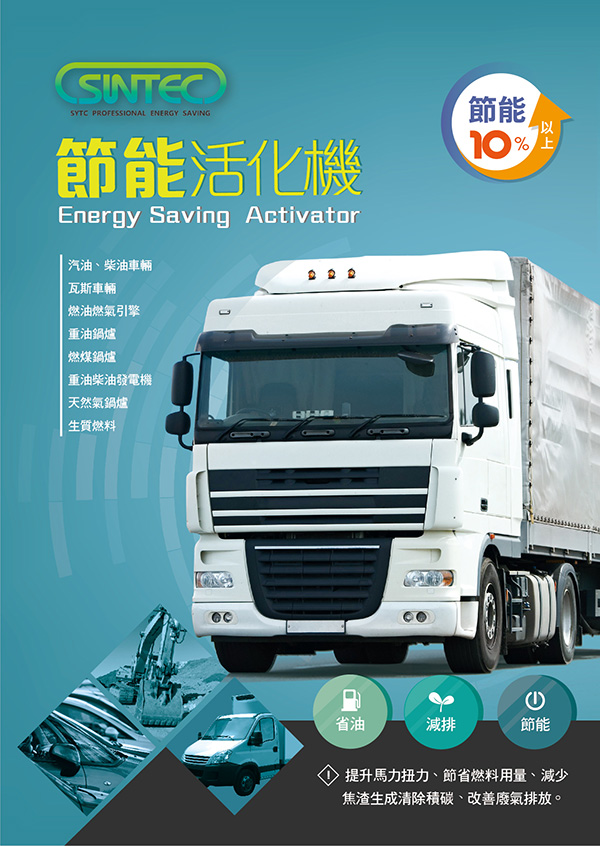 SINTEC
SYTC PROFESSIONAL ENERGY SAVING
節能
10%
以上
節能活化機
Energy Saving Activator
汽油、柴油車輛
瓦斯車輛
燃油燃氣引擎
重油鍋爐
燃煤鍋爐
重油柴油發電機
天然氣鍋爐
生質燃料
省油
減排
節能
提升馬力扭力、節省燃料用量、減少
焦渣生成清除積碳、改善廢氣排放。